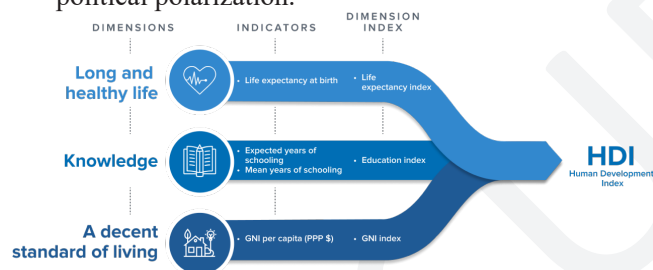 political polarization.
DIMENSIONS
INDICATORS
DIMENSION
INDEX
Long and
healthy life
• Life expectancy at birth
• Life
expectancy index
Knowledge
• Expected years of
schooling
• Mean years of schooling
• Education index
HDI
Human Development
Index
A decent
standard of living
• GNI per capita (PPP $)
• GNI index